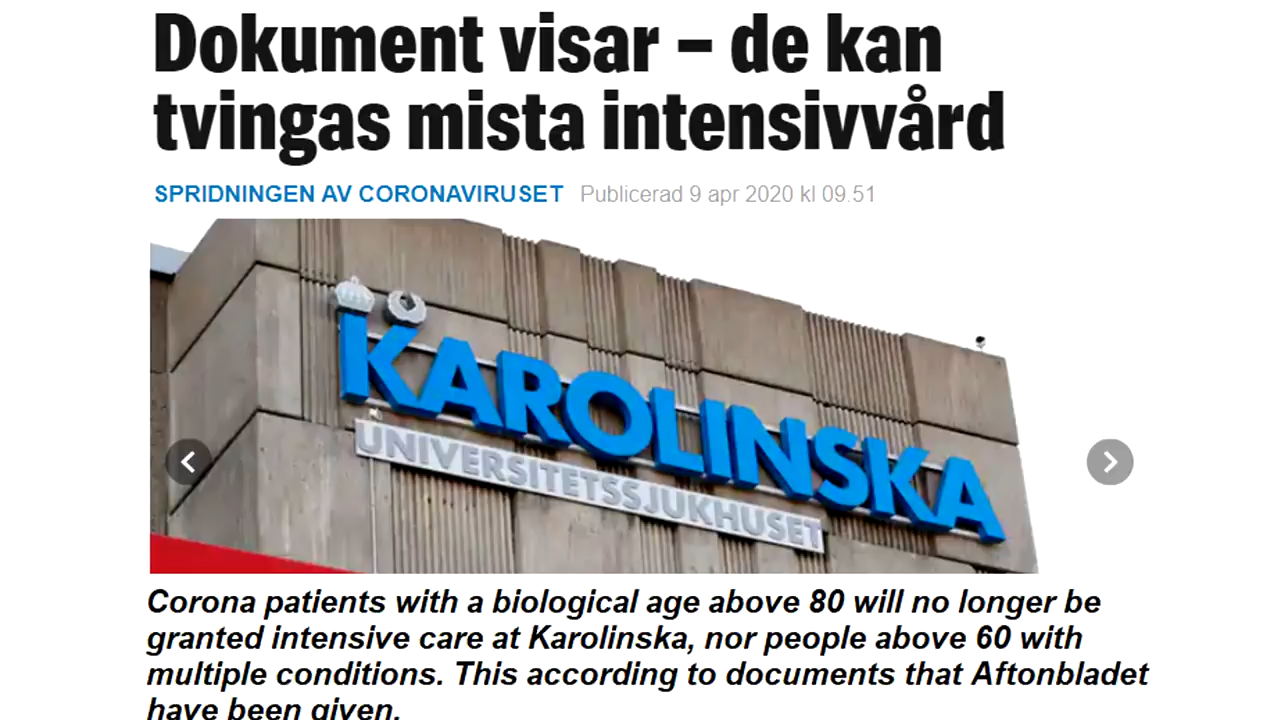 Dokument visar – de kan
tvingas mista intensivvård
SPRIDNINGEN AV CORONAVIRUSET Publicerad 9 apr 2020 kl 09.51
KAROLINSKA
UNIVERSITETSSJUKHUSET
Corona patients with a biological age above 80 will no longer be
granted intensive care at Karolinska, nor people above 60 with
multiple conditions. This according to documents that Aftonbladet
have been given.